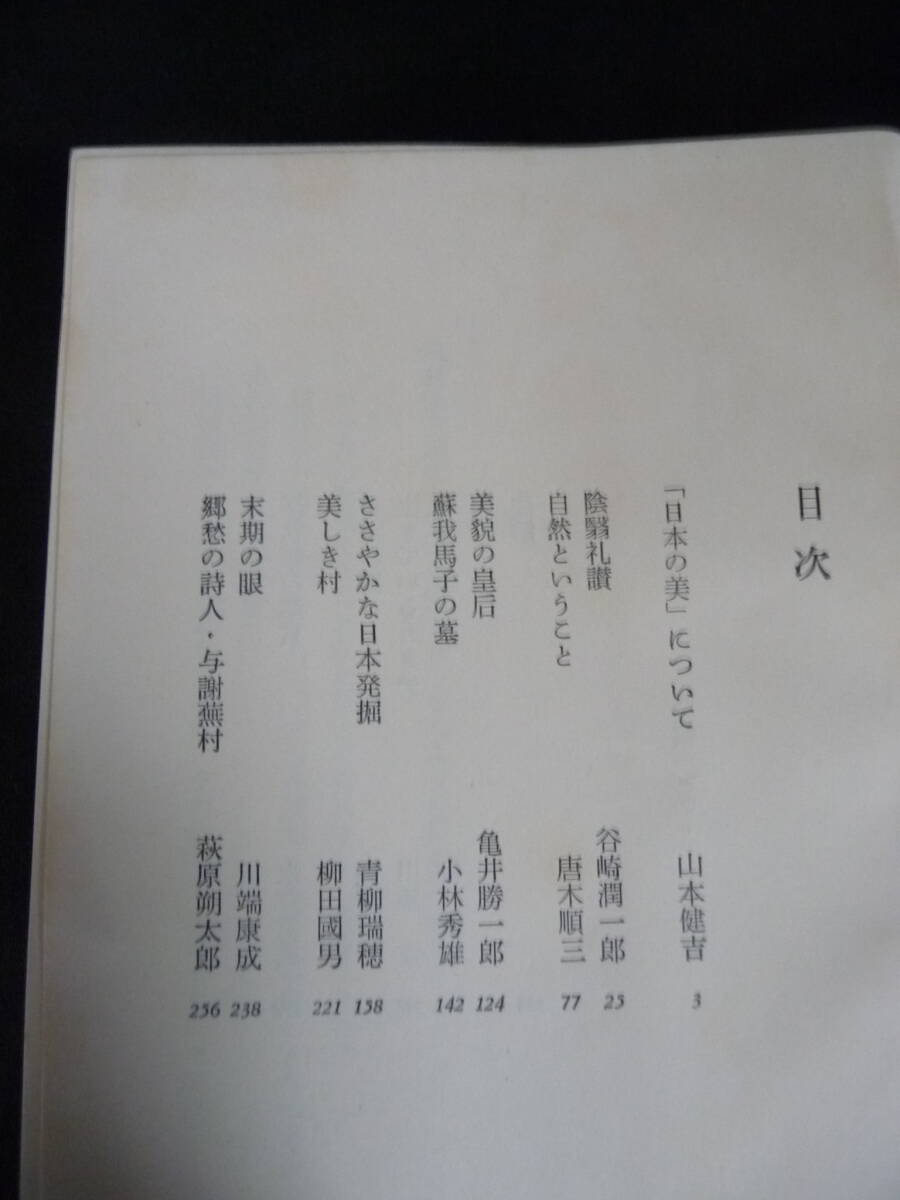 目次
「日本の美」について 山本健吉 3
陰翳礼讃 谷崎潤一郎 25
自然ということ 唐木順三 77
美貌の皇后 亀井勝一郎 124
蘇我馬子の墓 小林秀雄 142
ささやかな日本発掘 青柳瑞穂 158
美しき村 柳田國男 221
末期の眼 川端康成 238
郷愁の詩人・与謝蕪村 萩原朔太郎 256